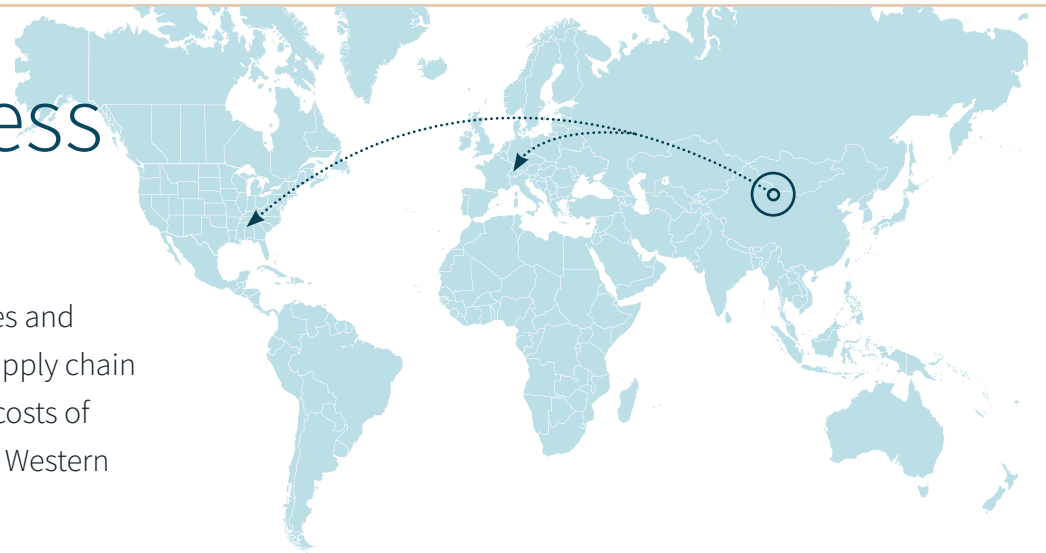 ess
es and
pply chain
costs of
Western